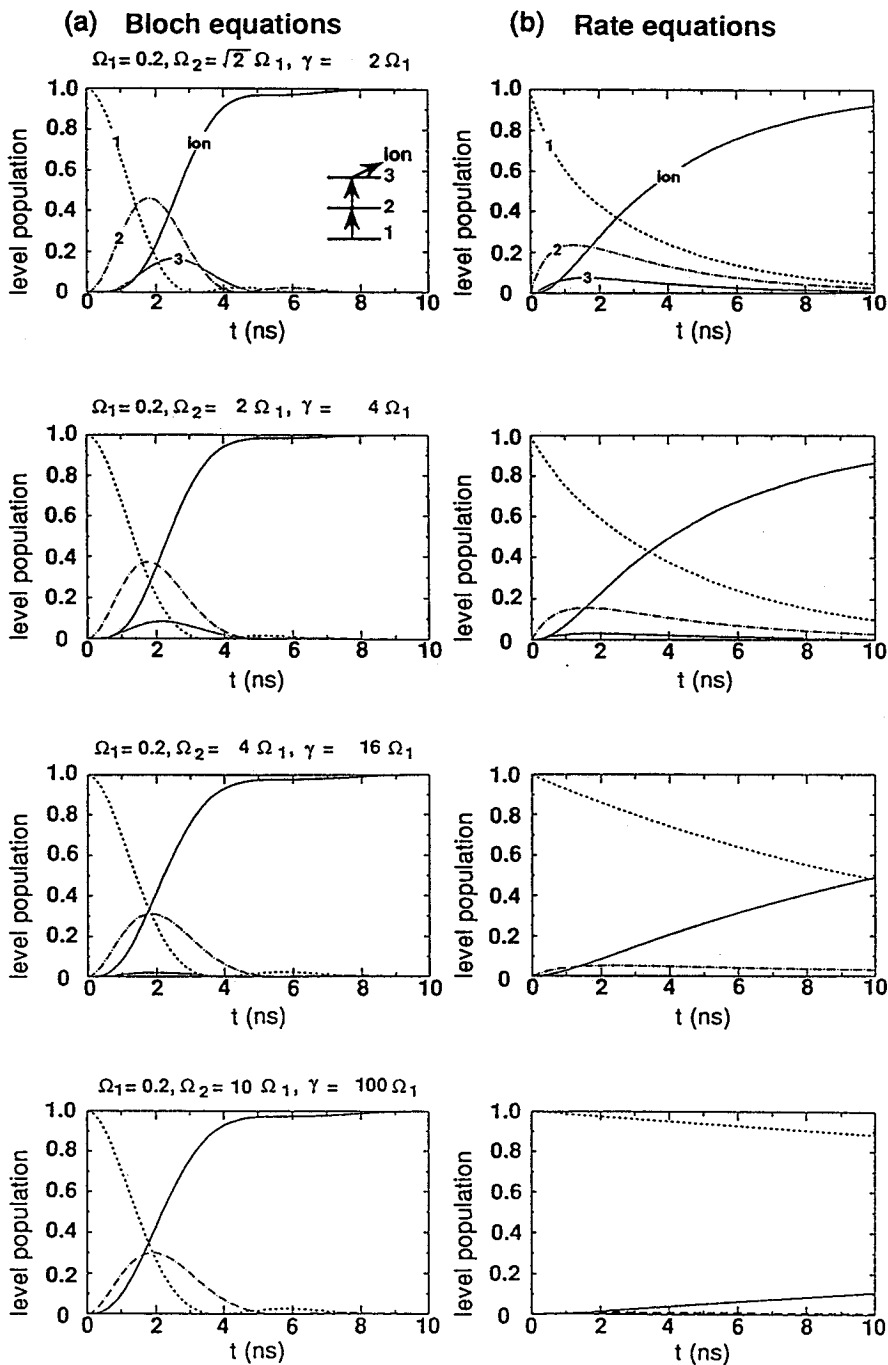 (a) Bloch equations
(b) Rate equations
Ω1= 0.2, Ω2= √2 Ω1, γ = 2 Ω1
level population
1.0
0.8
0.6
0.4
0.2
0
0 2 4 6 8 10
t (ns)
1
2
3
ion
ion
3
2
1
level population
1.0
0.8
0.6
0.4
0.2
0
0 2 4 6 8 10
t (ns)
1
2
3
ion
Ω1= 0.2, Ω2= 2 Ω1, γ = 4 Ω1
level population
1.0
0.8
0.6
0.4
0.2
0
0 2 4 6 8 10
t (ns)
level population
1.0
0.8
0.6
0.4
0.2
0
0 2 4 6 8 10
t (ns)
Ω1= 0.2, Ω2= 4 Ω1, γ = 16 Ω1
level population
1.0
0.8
0.6
0.4
0.2
0
0 2 4 6 8 10
t (ns)
level population
1.0
0.8
0.6
0.4
0.2
0
0 2 4 6 8 10
t (ns)
Ω1= 0.2, Ω2= 10 Ω1, γ = 100 Ω1
level population
1.0
0.8
0.6
0.4
0.2
0
0 2 4 6 8 10
t (ns)
level population
1.0
0.8
0.6
0.4
0.2
0
0 2 4 6 8 10
t (ns)